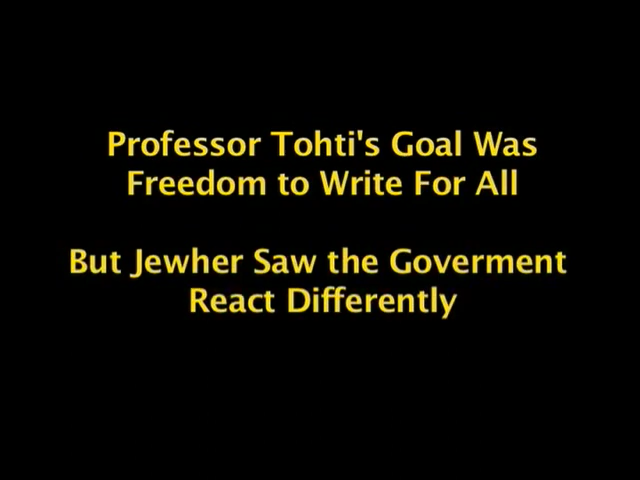 Professor Tohti's Goal Was
Freedom to Write For All
But Jewher Saw the Goverment
React Differently